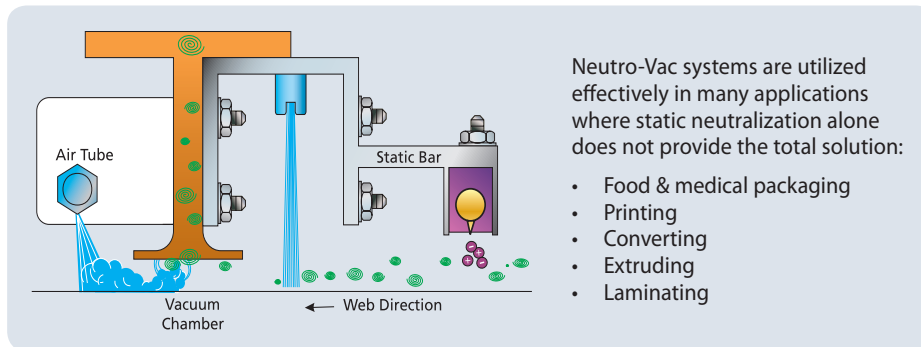 Air Tube
Static Bar
Vacuum
Chamber
Web Direction
Neutro-Vac systems are utilized
effectively in many applications
where static neutralization alone
does not provide the total solution:
• Food & medical packaging
• Printing
• Converting
• Extruding
• Laminating